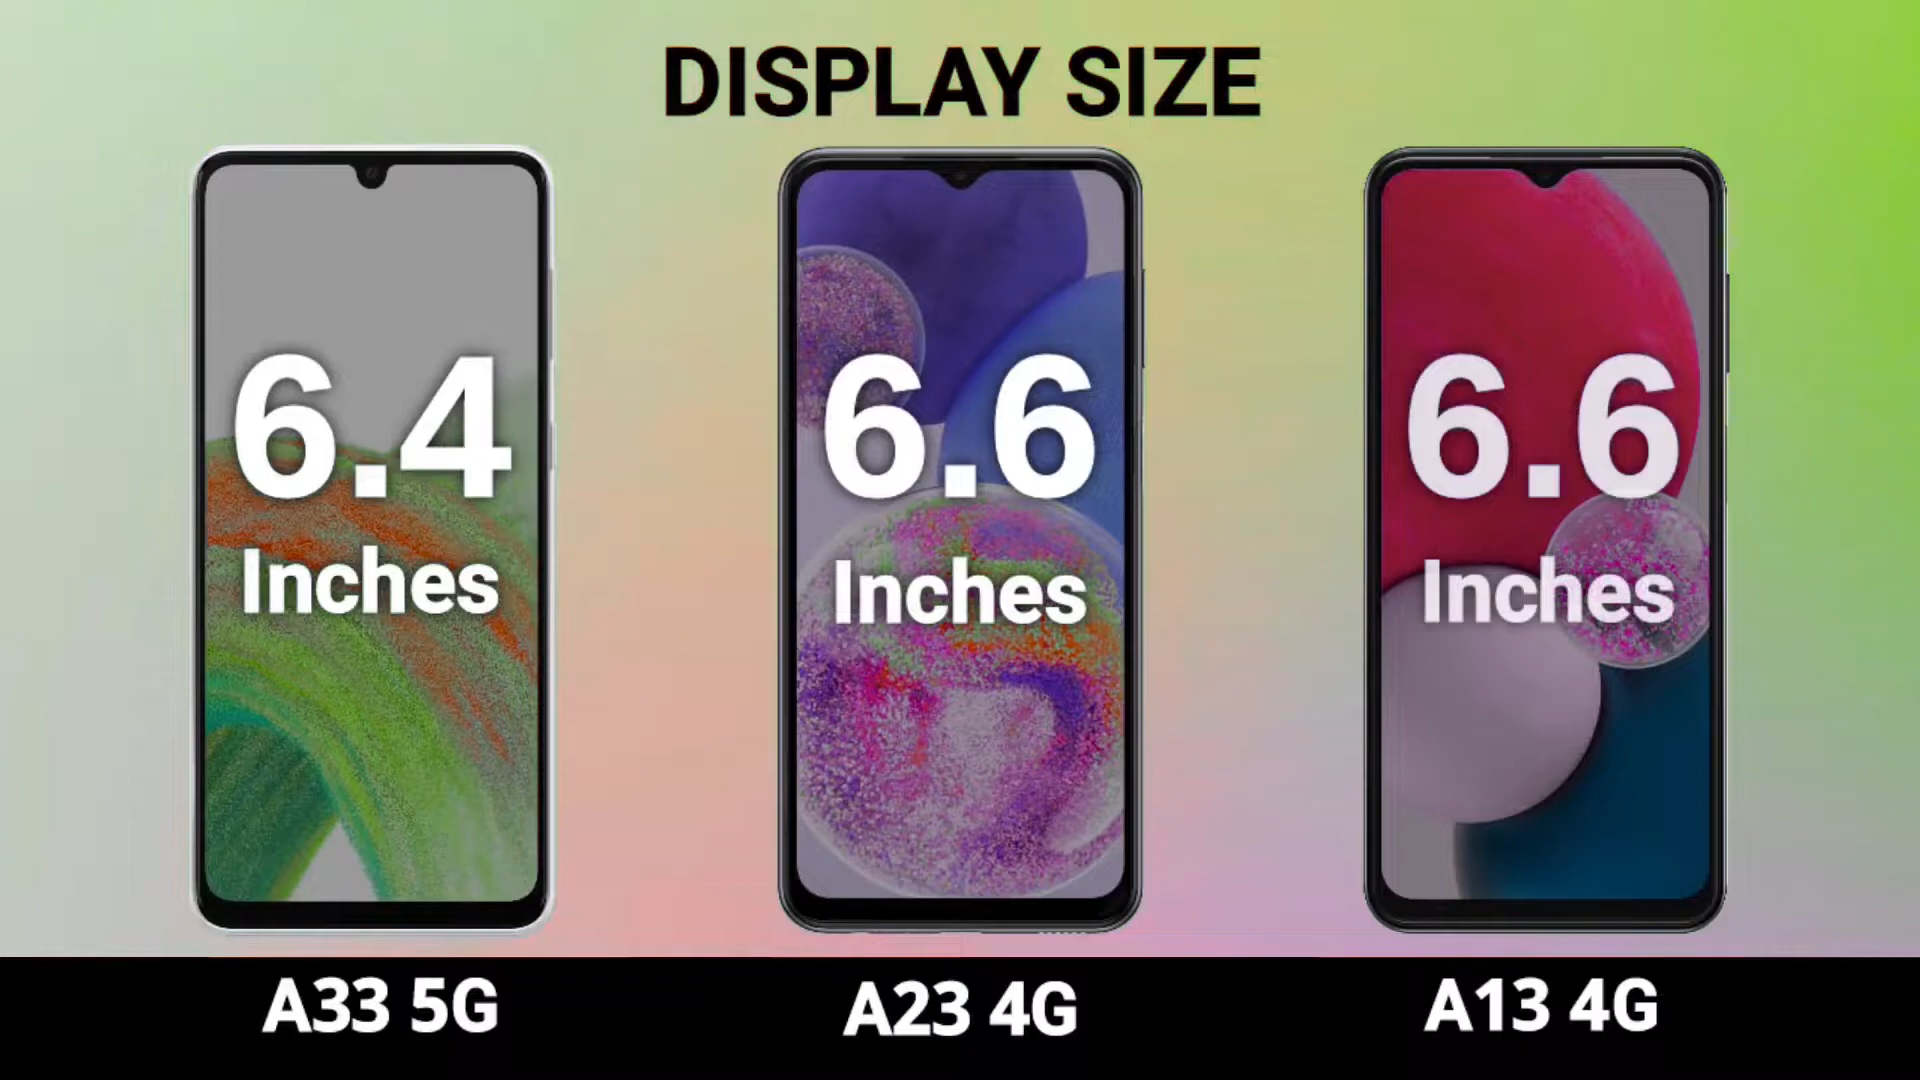 DISPLAY SIZE
6.4
Inches
6.6
Inches
6.6
Inches
A33 5G
A23 4G
A13 4G